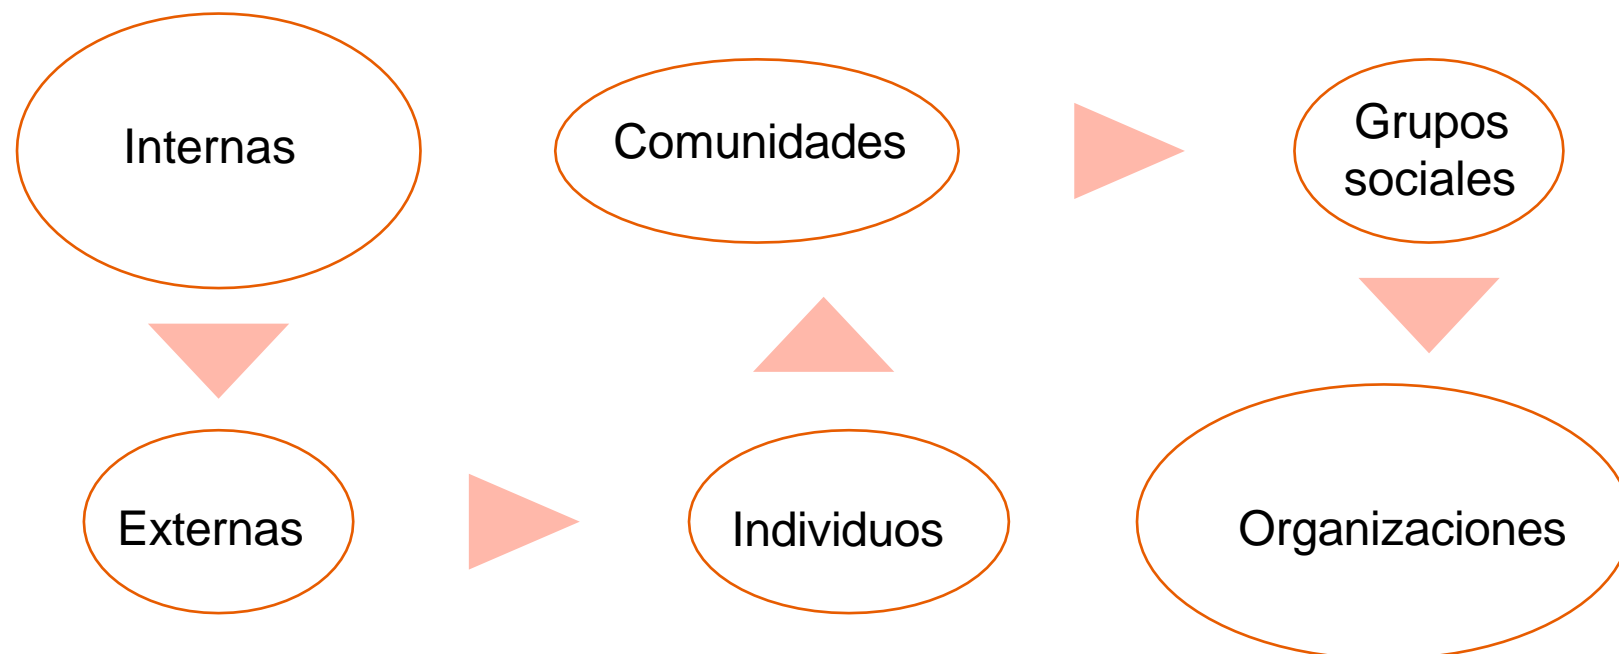 Internas
Externas
Individuos
Comunidades
Grupos
sociales
Organizaciones